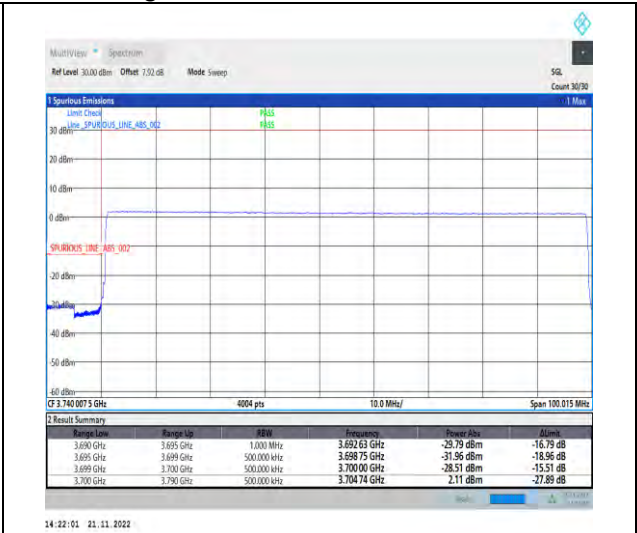 MultiView Spectrum
Ref Level 30.00 dBm Offset 7.92 dB Mode Sweep SGL
Count 30/30
1 Spurious Emissions 1 Max
Limit Check PASS
Line _SPURIOUS_LINE_ABS_002 PASS
30 dBm
20 dBm
10 dBm
0 dBm
SPURIOUS_LINE_ABS_002
-20 dBm
-30 dBm
-40 dBm
-50 dBm
-60 dBm
CF 3.740 007 5 GHz 4004 pts 10.0 MHz/ Span 100.015 MHz
2 Result Summary
Range Low Range Up RBW Frequency Power Abs ΔLimit
3.690 GHz 3.695 GHz 1.000 MHz 3.692 63 GHz -29.79 dBm -16.79 dB
3.695 GHz 3.699 GHz 500.000 kHz 3.698 75 GHz -31.96 dBm -18.96 dB
3.699 GHz 3.700 GHz 500.000 kHz 3.700 00 GHz -28.51 dBm -15.51 dB
3.700 GHz 3.790 GHz 500.000 kHz 3.704 74 GHz 2.11 dBm -27.89 dB
14:22:01 21.11.2022